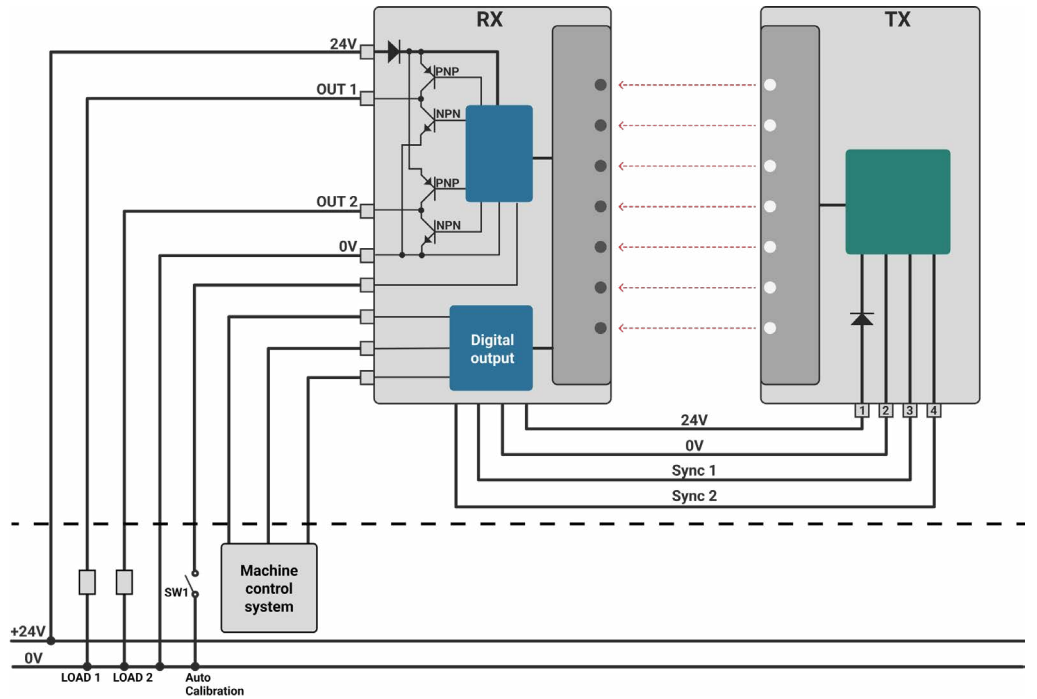 RX
TX
24V
PNP
OUT 1
NPN
PNP
OUT 2
NPN
0V
Digital
output
1
2
3
4
24V
0V
Sync 1
Sync 2
Machine
control
system
SW1
+24V
0V
LOAD 1
LOAD 2
Auto
Calibration